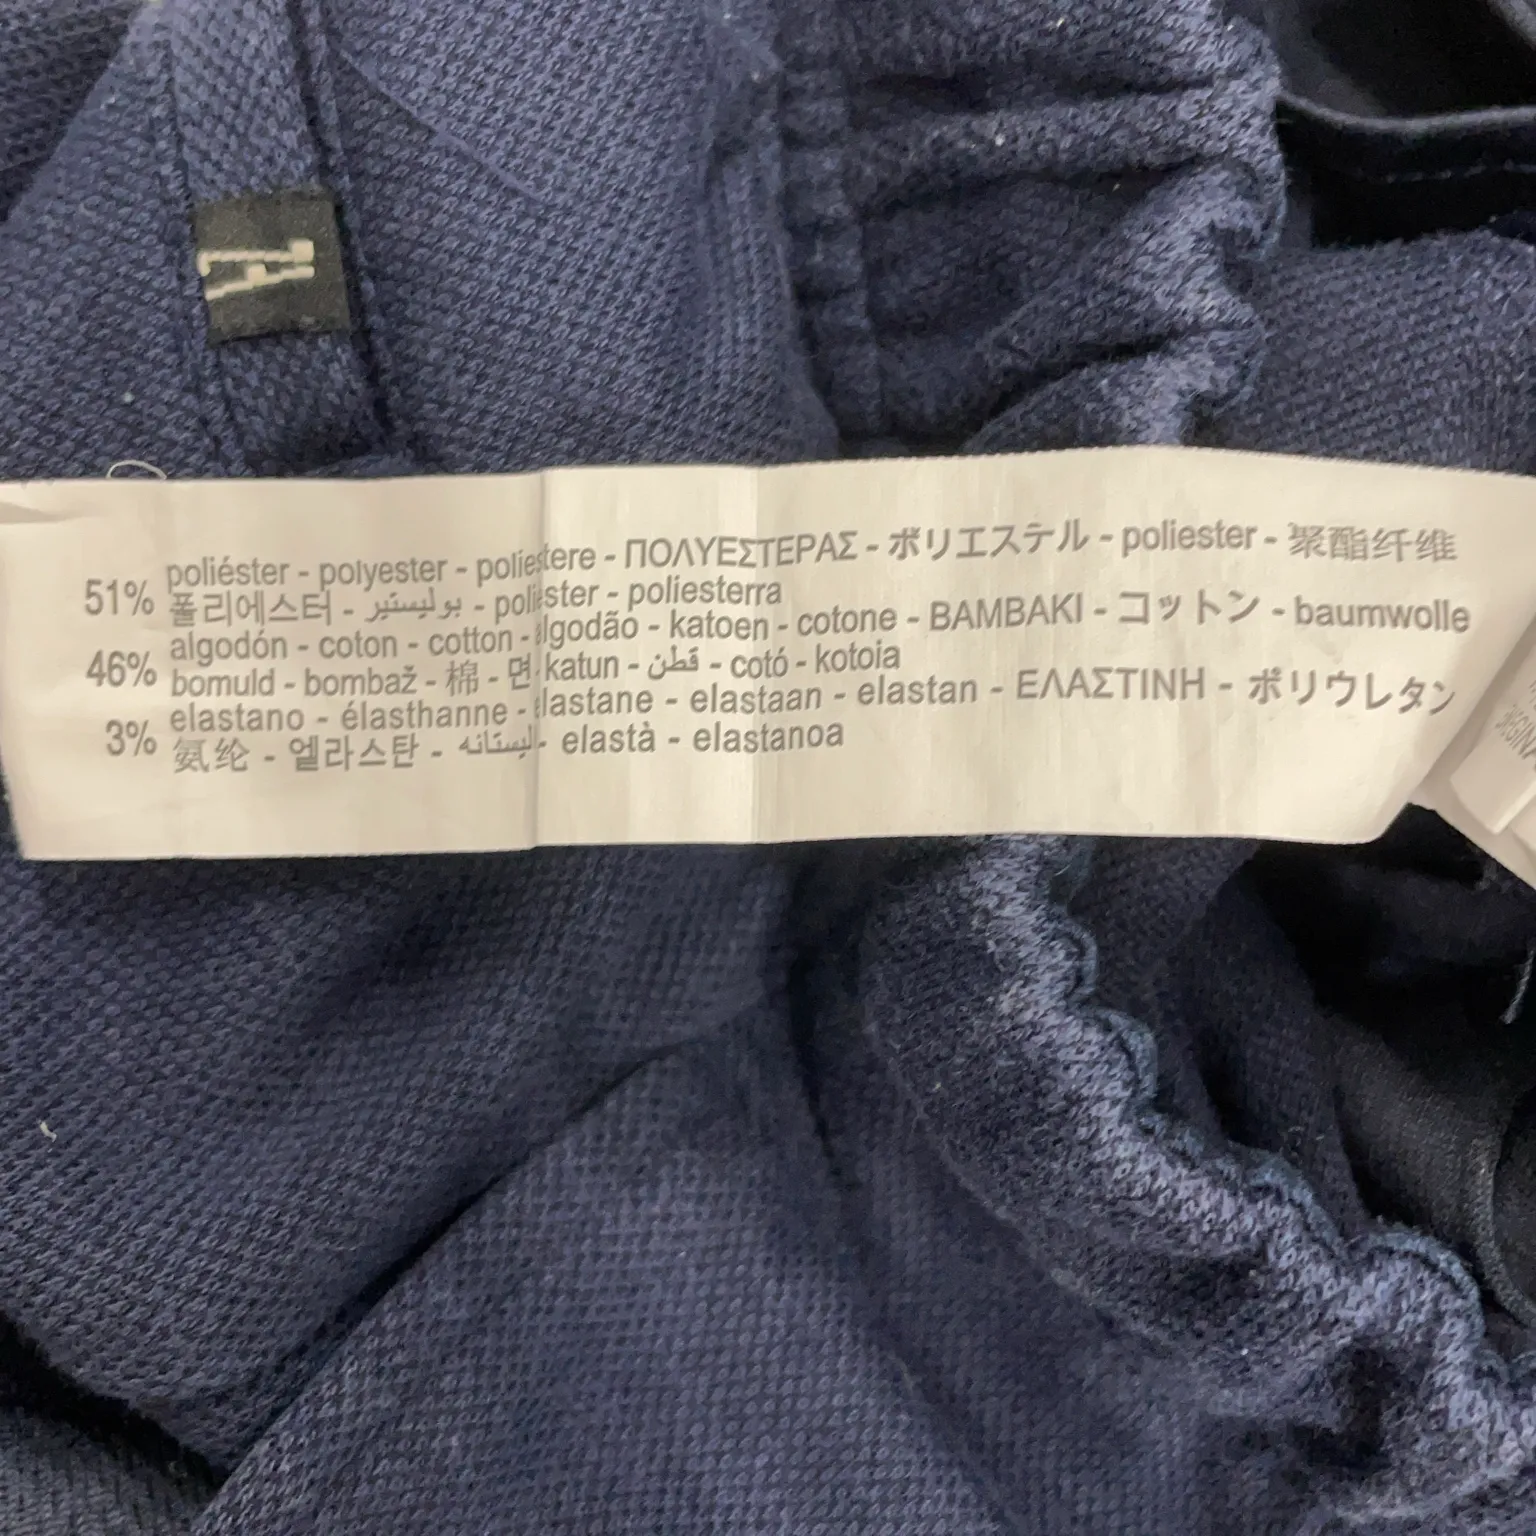 51% poliéster - polyester - poliestere - ΠΟΛΥΕΣΤΕΡΑΣ - ポリエステル - poliester - 聚酯纤维
폴리에스터 - بوليستير - poliester - poliesterra
46% algodón - coton - cotton - algodão - katoen - cotone - BAMBAKI - コットン - baumwolle
bomuld - bombaž - 棉 - 면 - katun - قطن - cotó - kotoia
3% elastano - élasthanne - elastane - elastaan - elastan - ΕΛΑΣΤΙΝΗ - ポリウレタン
氨纶 - 엘라스탄 - ليستانه - elastà - elastanoa